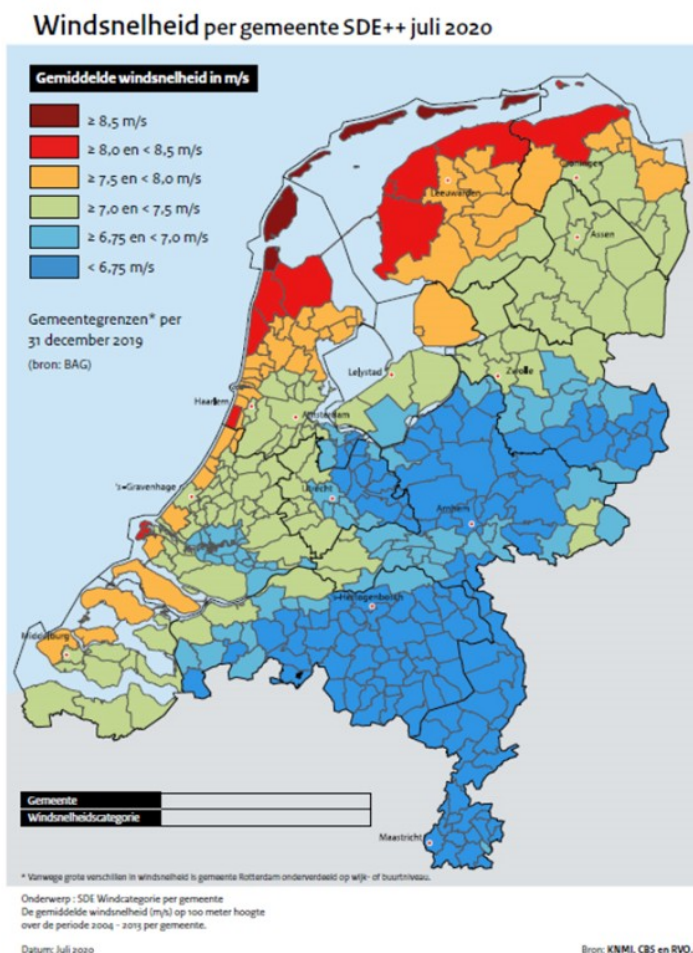 Windsnelheid per gemeente SDE++ juli 2020
Gemiddelde windsnelheid in m/s
≥ 8,5 m/s
≥ 8,0 en < 8,5 m/s
≥ 7,5 en < 8,0 m/s
≥ 7,0 en < 7,5 m/s
≥ 6,75 en < 7,0 m/s
< 6,75 m/s
Gemeentegrenzen* per
31 december 2019
(bron: BAG)
Leeuwarden
Groningen
Assen
Lelystad
Zwolle
Haarlem
Amsterdam
's-Gravenhage
Utrecht
Arnhem
's-Hertogenbosch
Middelburg
Maastricht
Gemeente
Windsnelheidscategorie
* Vanwege grote verschillen in windsnelheid is gemeente Rotterdam onderverdeeld op wijk- of buurtniveau.
Onderwerp : SDE Windcategorie per gemeente
De gemiddelde windsnelheid (m/s) op 100 meter hoogte
over de periode 2004 - 2013 per gemeente.
Datum: Juli 2020
Bron: KNMI, CBS en RVO.